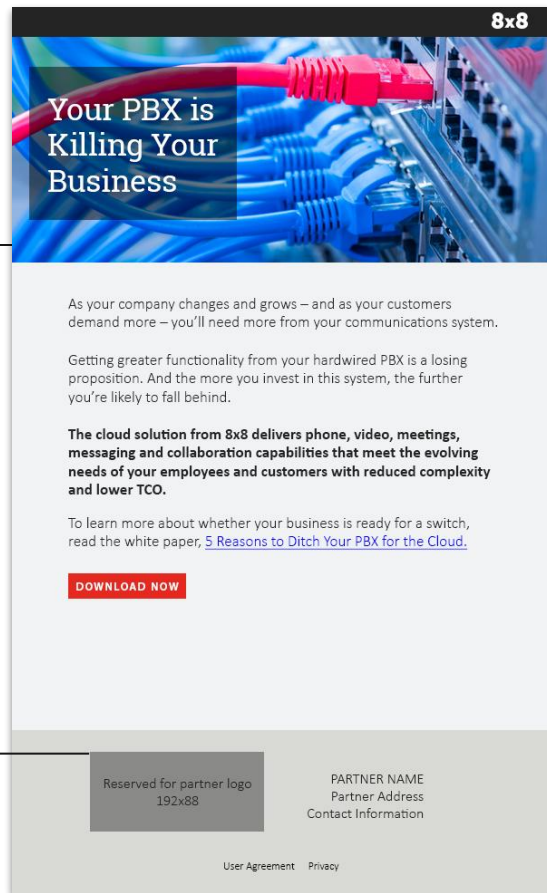 8x8
Your PBX is
Killing Your
Business
As your company changes and grows – and as your customers
demand more – you’ll need more from your communications system.
Getting greater functionality from your hardwired PBX is a losing
proposition. And the more you invest in this system, the further
you’re likely to fall behind.
The cloud solution from 8x8 delivers phone, video, meetings,
messaging and collaboration capabilities that meet the evolving
needs of your employees and customers with reduced complexity
and lower TCO.
To learn more about whether your business is ready for a switch,
read the white paper, 5 Reasons to Ditch Your PBX for the Cloud.
DOWNLOAD NOW
Reserved for partner logo
192x88
PARTNER NAME
Partner Address
Contact Information
User Agreement Privacy